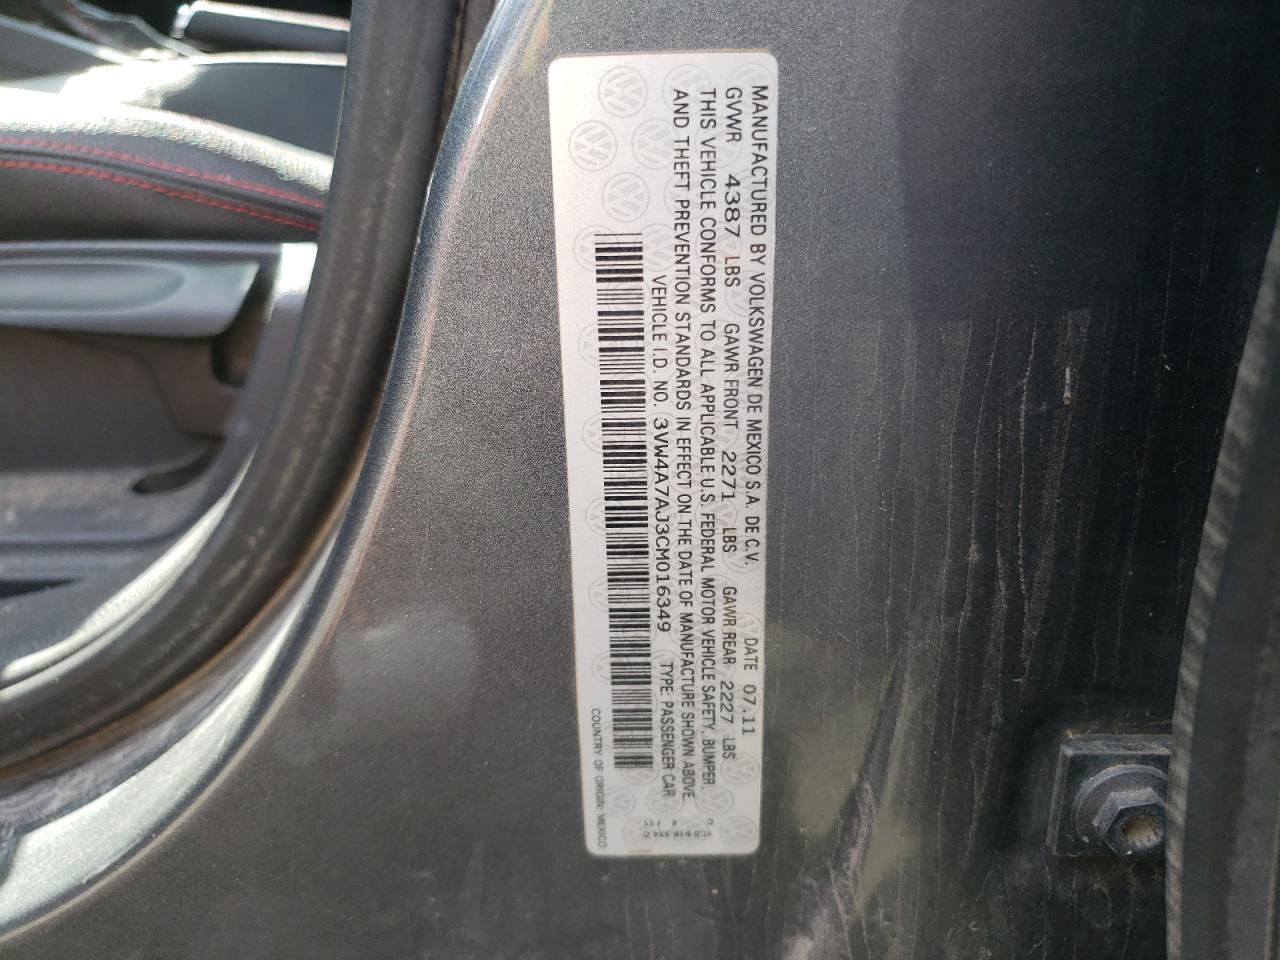 MANUFACTURED BY VOLKSWAGEN DE MEXICO S.A. DE C.V. DATE 07.11
GVWR 4387 LBS GAWR FRONT 2271 LBS GAWR REAR 2227 LBS
THIS VEHICLE CONFORMS TO ALL APPLICABLE U.S. FEDERAL MOTOR VEHICLE SAFETY, BUMPER,
AND THEFT PREVENTION STANDARDS IN EFFECT ON THE DATE OF MANUFACTURE SHOWN ABOVE.
VEHICLE I.D. NO. 3VW4A7AJ3CM016349 TYPE: PASSENGER CAR
COUNTRY OF ORIGIN: MEXICO